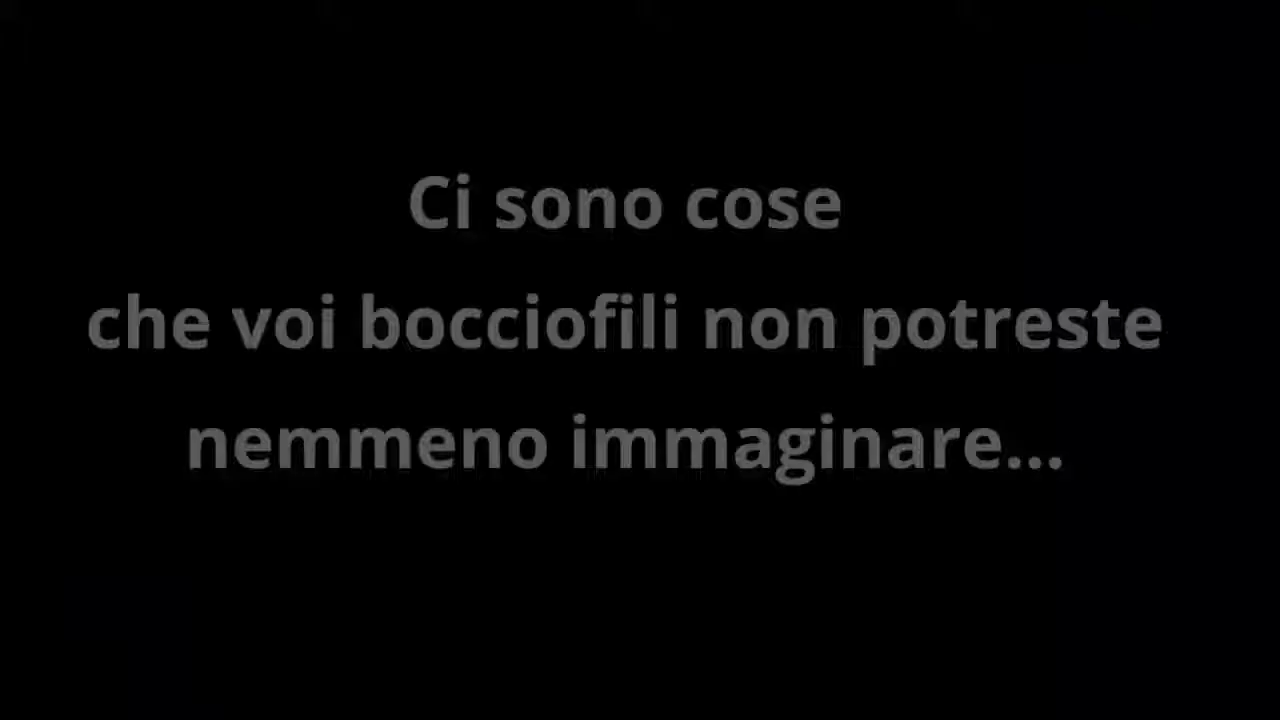 Ci sono cose
che voi bocciofili non potreste
nemmeno immaginare...